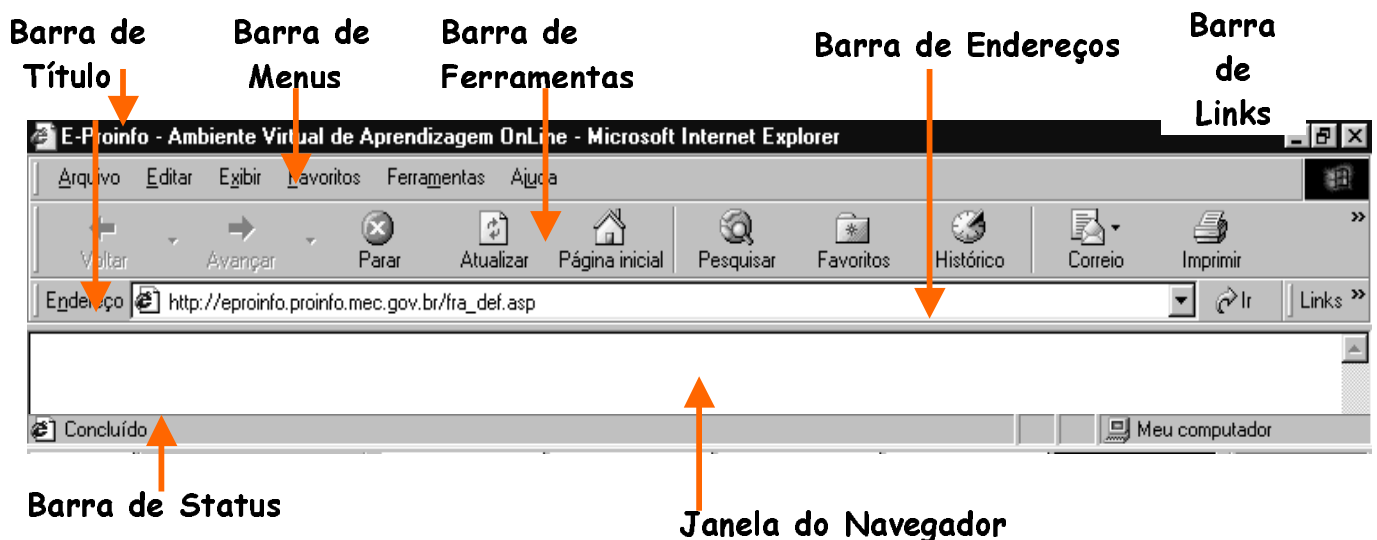 Barra de Título
Barra de Menus
Barra de Ferramentas
Barra de Endereços
Barra de Links
E-Proinfo - Ambiente Virtual de Aprendizagem OnLine - Microsoft Internet Explorer
Arquivo Editar Exibir Favoritos Ferramentas Ajuda
Voltar Avançar Parar Atualizar Página inicial Pesquisar Favoritos Histórico Correio Imprimir »
Endereço http://eproinfo.proinfo.mec.gov.br/fra_def.asp Ir Links »
Concluído Meu computador
Barra de Status
Janela do Navegador